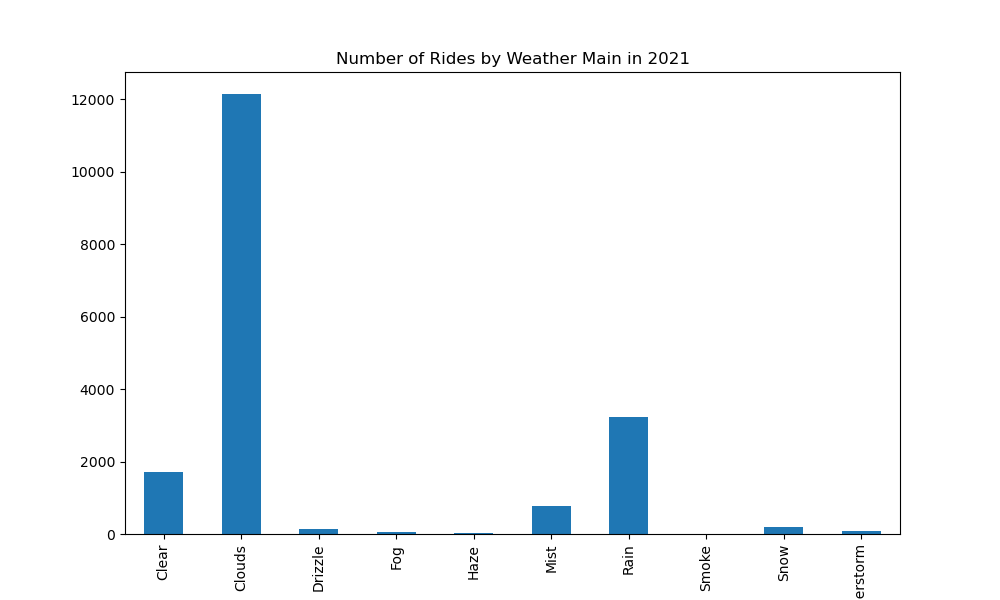 Number of Rides by Weather Main in 2021
12000
10000
8000
6000
4000
2000
0
Clear
Clouds
Drizzle
Fog
Haze
Mist
Rain
Smoke
Snow
erstorm